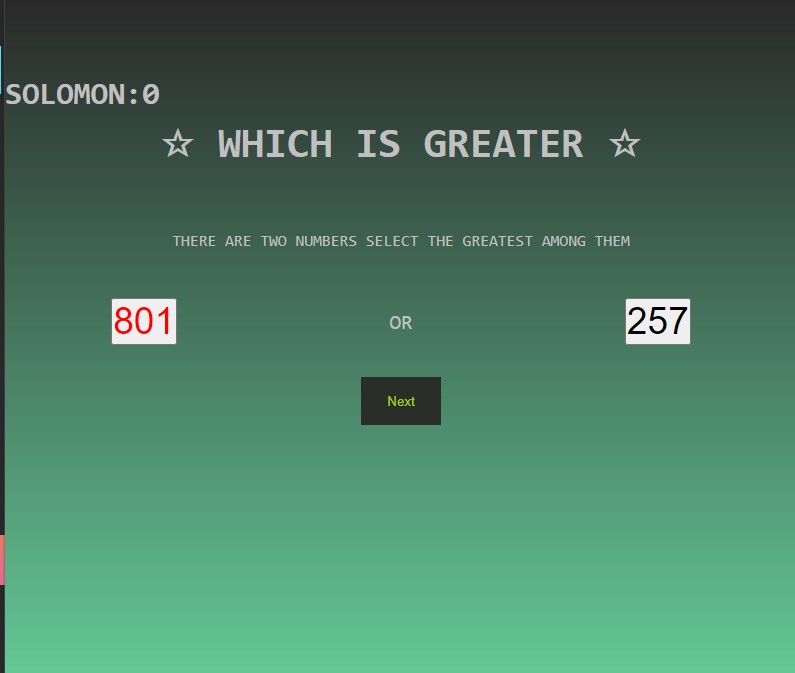 SOLOMON:0
☆ WHICH IS GREATER ☆
THERE ARE TWO NUMBERS SELECT THE GREATEST AMONG THEM
801 OR 257
Next